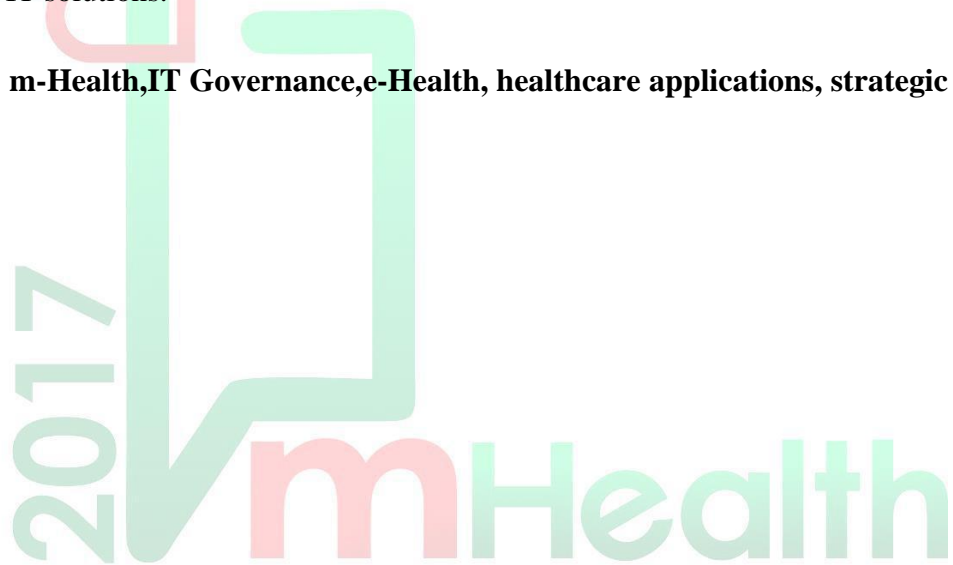 IT solutions.
m-Health,IT Governance,e-Health, healthcare applications, strategic
2017
mHealth